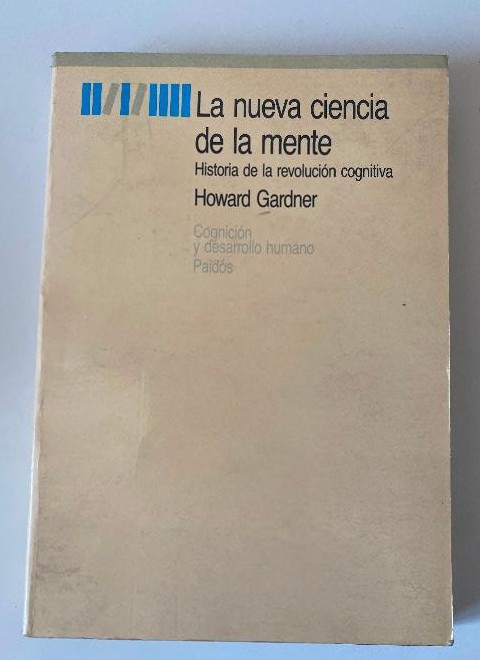 La nueva ciencia
de la mente
Historia de la revolución cognitiva
Howard Gardner
Cognición
y desarrollo humano
Paidós